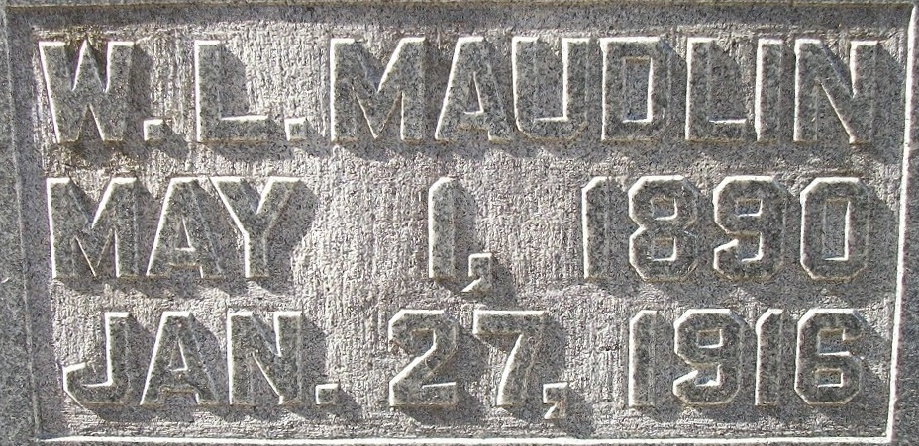 W. L. MAUDLIN
MAY 1, 1890
JAN. 27, 1916